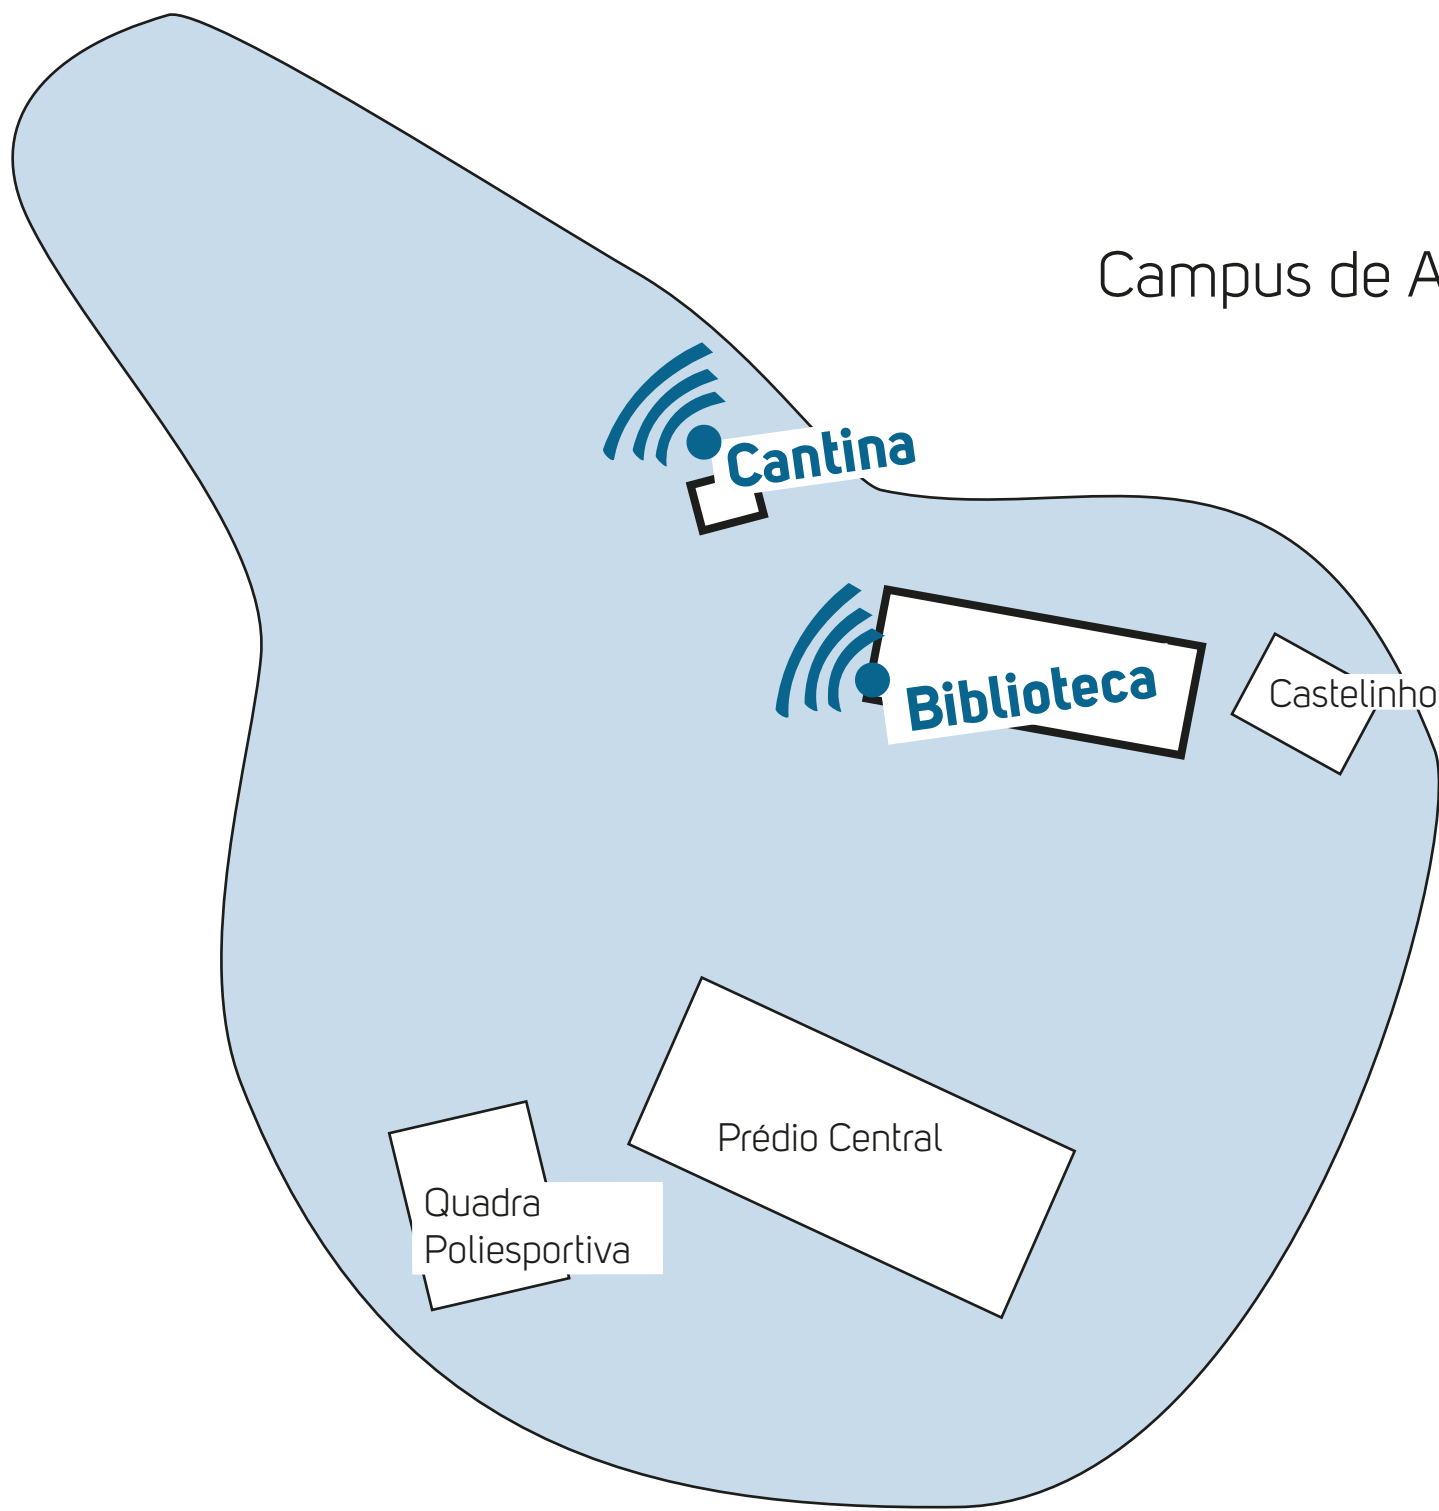 Campus de A
Cantina
Biblioteca
Castelinho
Prédio Central
Quadra
Poliesportiva